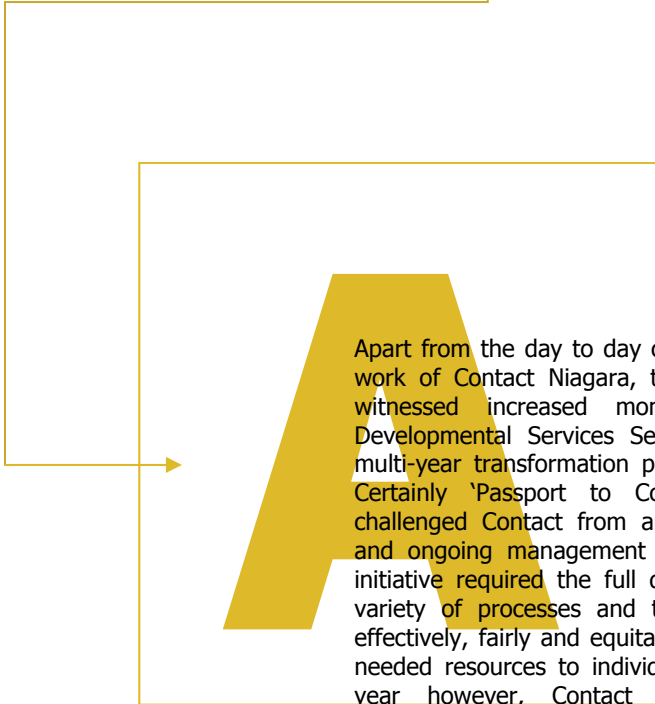 A
Apart from the day to day
work of Contact Niagara,
witnessed increased
Developmental Services
multi-year transformation
Certainly ‘Passport to
challenged Contact from
and ongoing management
initiative required the full
variety of processes and
effectively, fairly and
needed resources to
year however, Contact